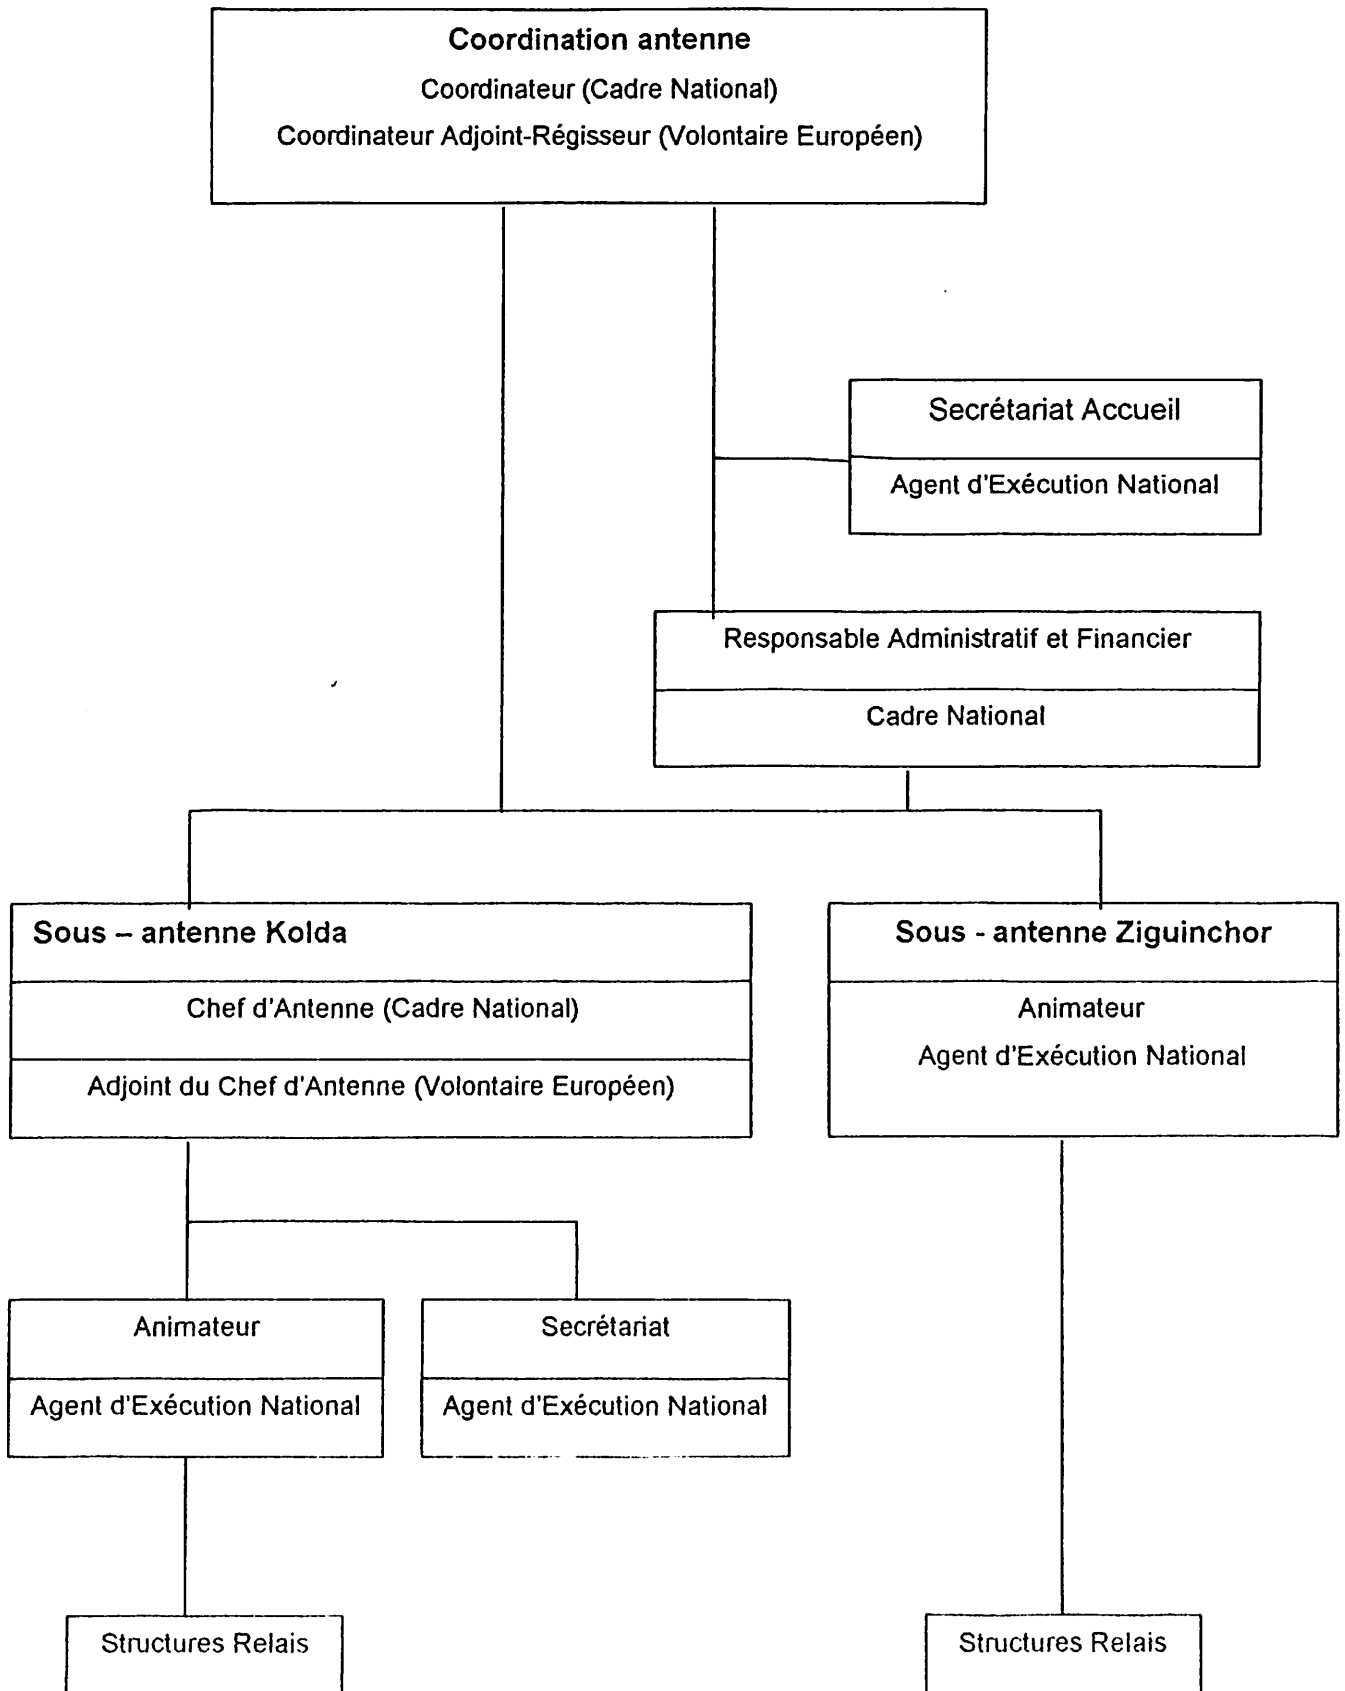 Coordination antenne
Coordinateur (Cadre National)
Coordinateur Adjoint-Régisseur (Volontaire Européen)
Secrétariat Accueil
Agent d'Exécution National
Responsable Administratif et Financier
Cadre National
Sous – antenne Kolda
Chef d'Antenne (Cadre National)
Adjoint du Chef d'Antenne (Volontaire Européen)
Sous - antenne Ziguinchor
Animateur
Agent d'Exécution National
Animateur
Agent d'Exécution National
Secrétariat
Agent d'Exécution National
Structures Relais
Structures Relais